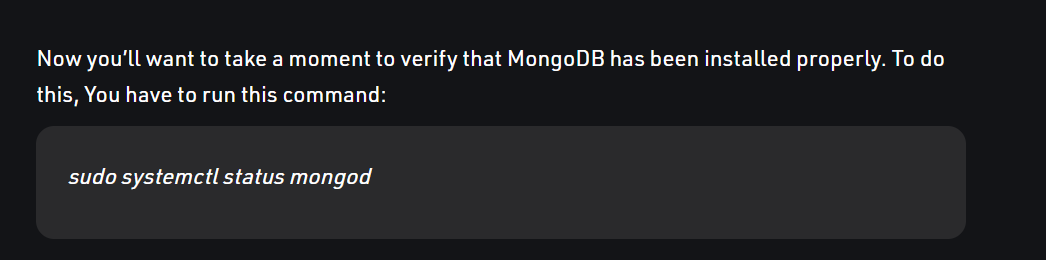 Now you’ll want to take a moment to verify that MongoDB has been installed properly. To do
this, You have to run this command:
sudo systemctl status mongod